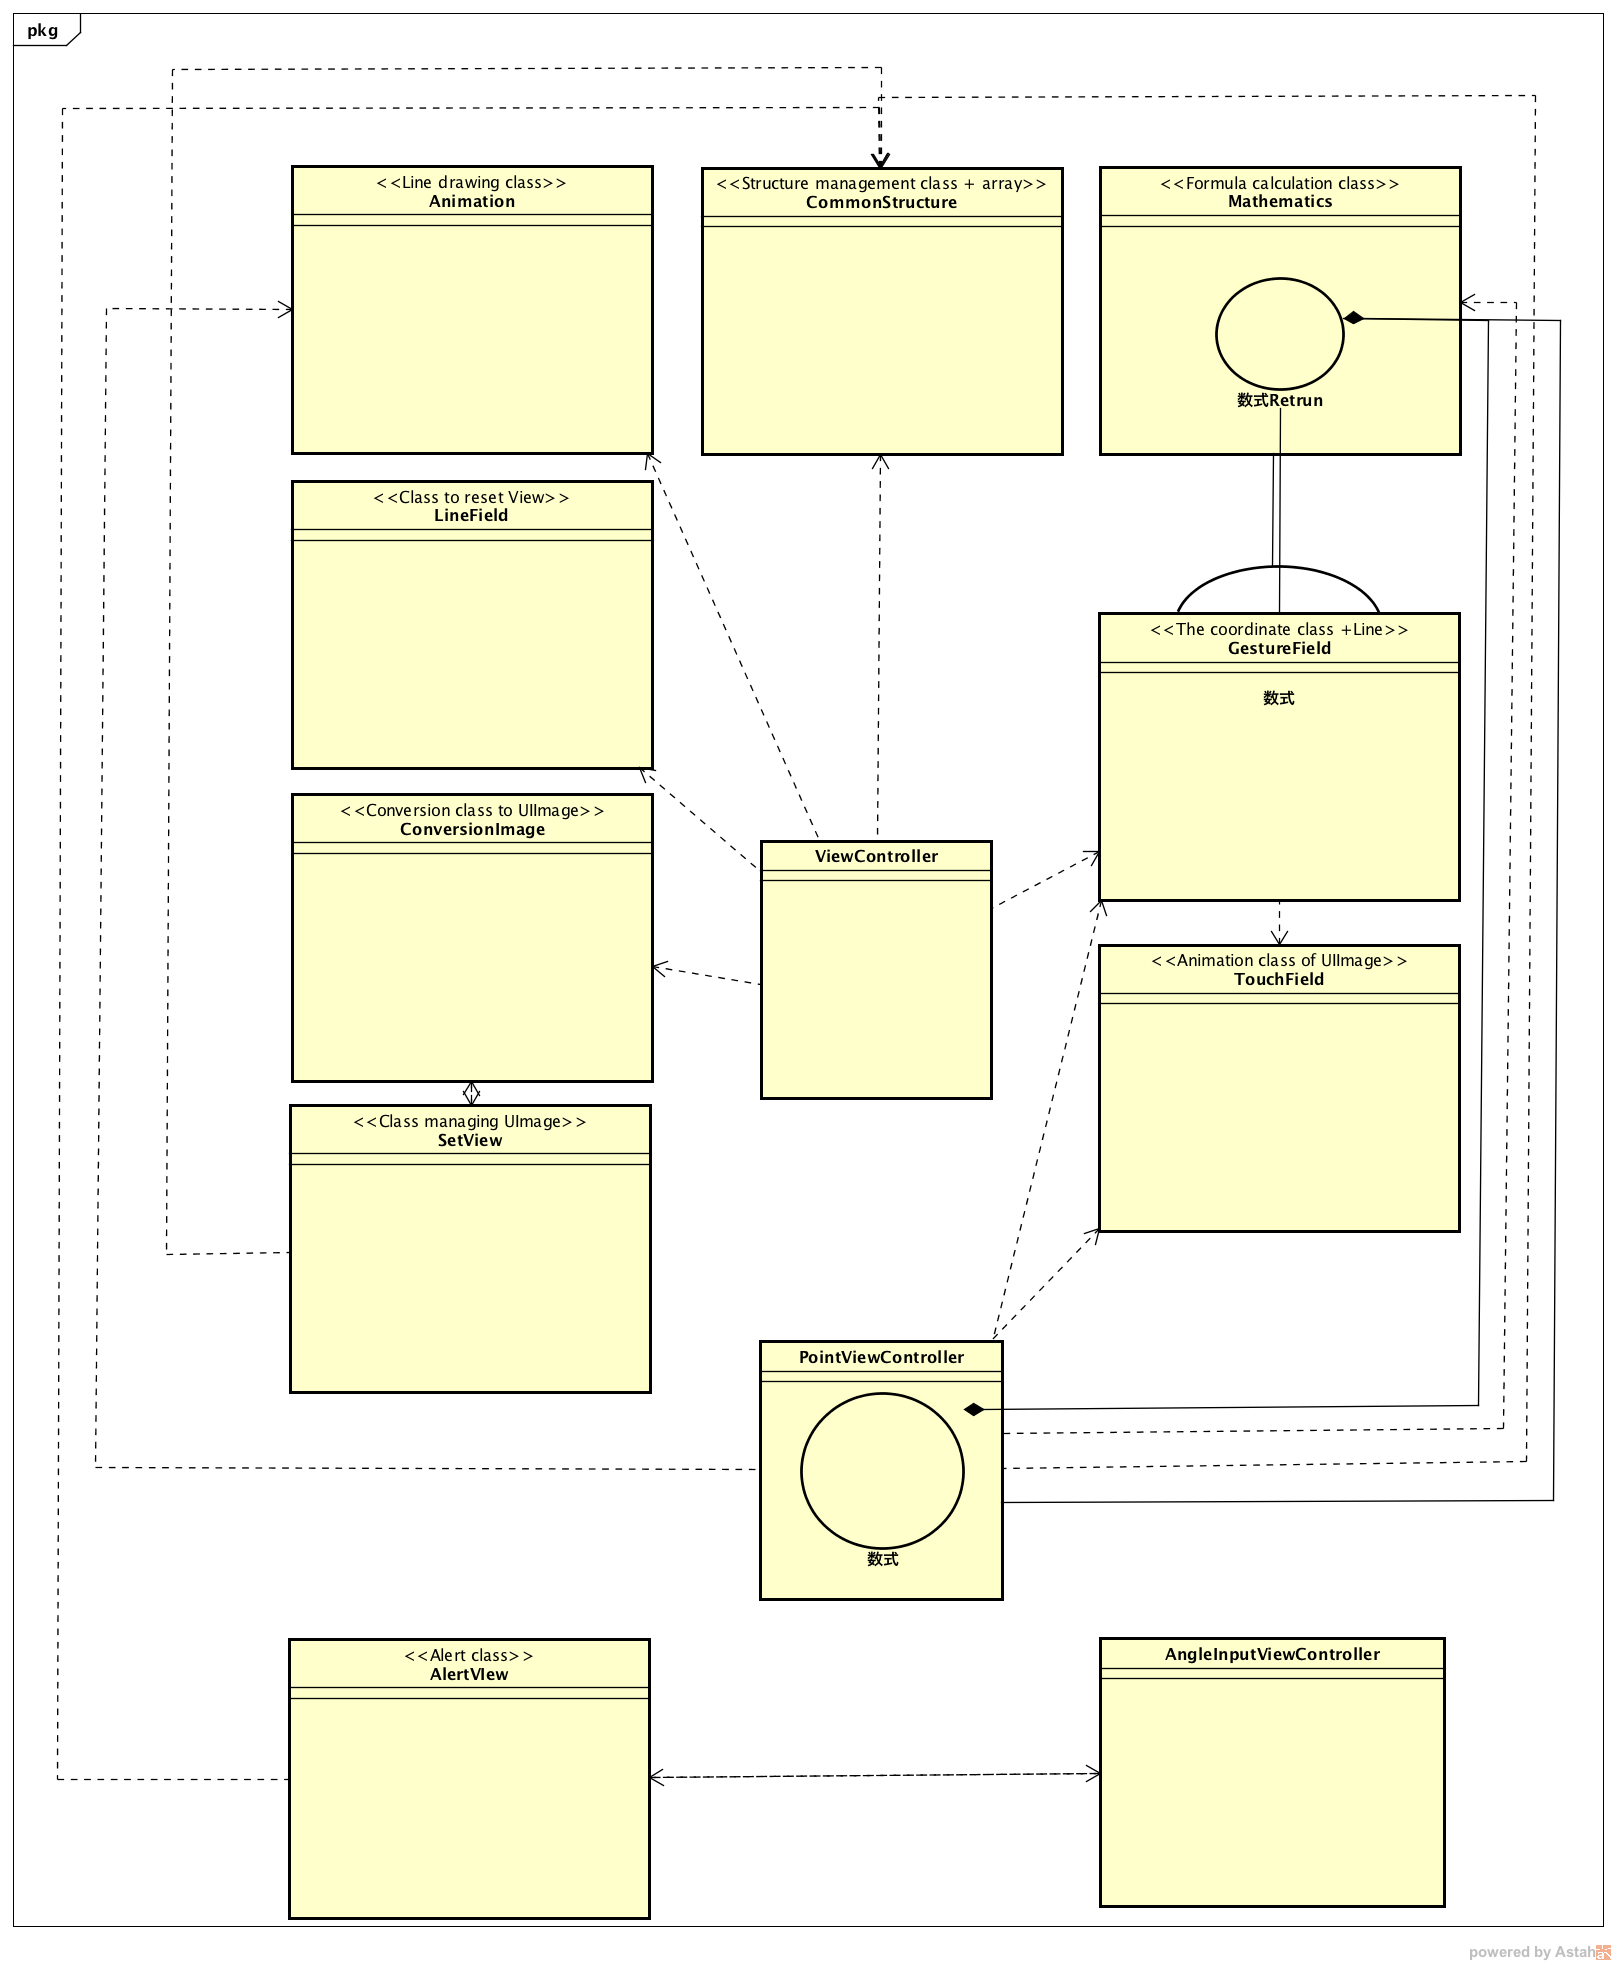 pkg
<<Line drawing class>>
Animation
<<Structure management class + array>>
CommonStructure
<<Formula calculation class>>
Mathematics
数式Retrun
<<Class to reset View>>
LineField
<<The coordinate class +Line>>
GestureField
数式
<<Conversion class to UIImage>>
ConversionImage
ViewController
<<Animation class of UIImage>>
TouchField
<<Class managing UImage>>
SetView
PointViewController
数式
<<Alert class>>
AlertVIew
AngleInputViewController
powered by Astah